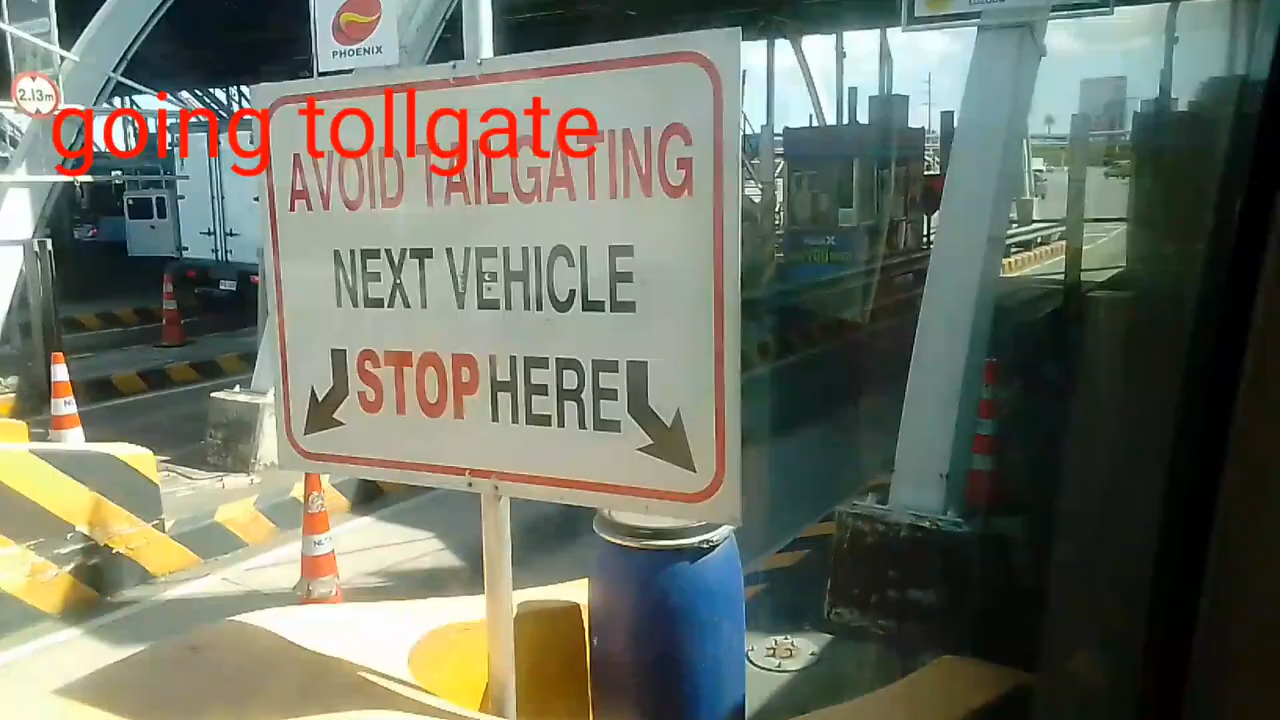 PHOENIX
2.13m
going tollgate
AVOID TAILGATING
NEXT VEHICLE
STOP HERE